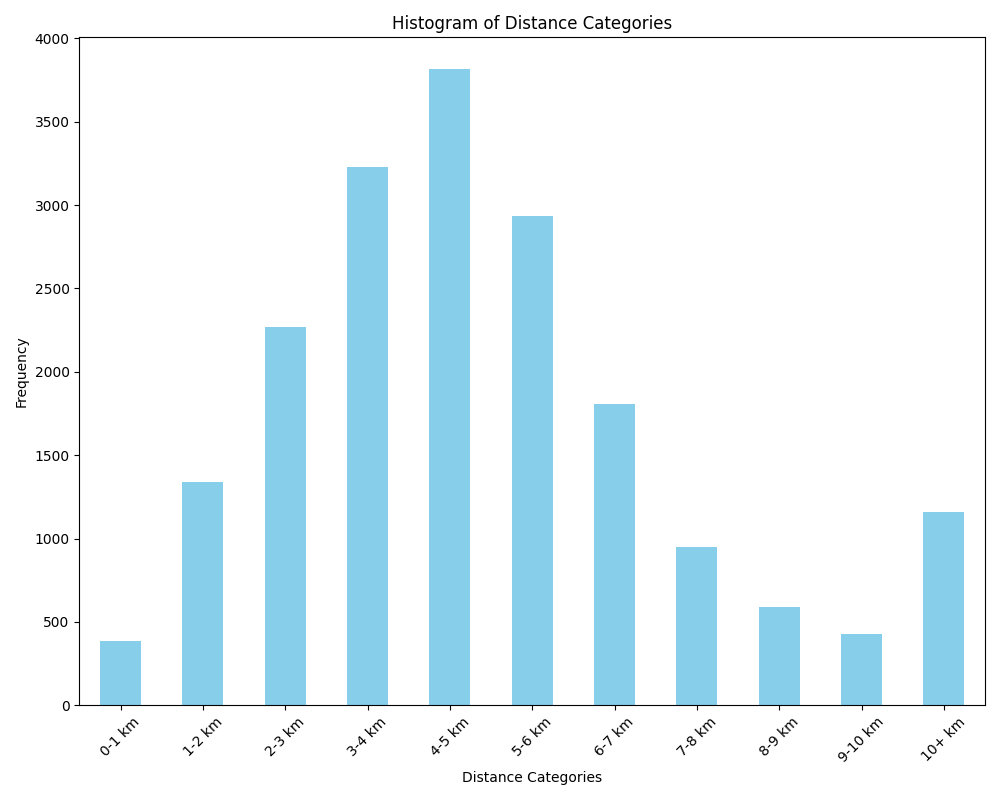 Histogram of Distance Categories
4000
3500
3000
2500
2000
1500
1000
500
0
Frequency
0-1 km
1-2 km
2-3 km
3-4 km
4-5 km
5-6 km
6-7 km
7-8 km
8-9 km
9-10 km
10+ km
Distance Categories